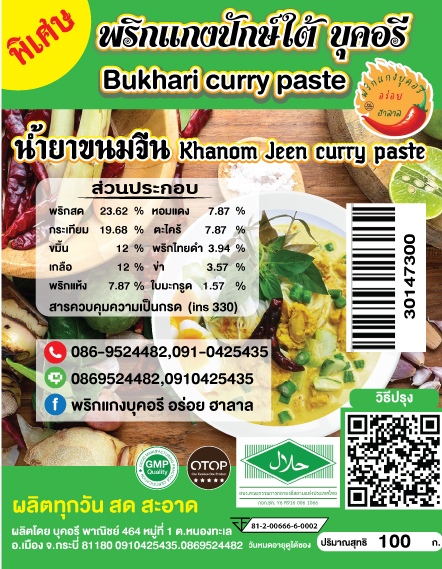 พิเศษ
พริกแกงปักษ์ใต้ บุคอรี
Bukhari curry paste
พริกแกงบุคอรี
อร่อย
ฮาลาล
น้ำยาขนมจีน Khanom Jeen curry paste
ส่วนประกอบ
พริกสด 23.62 % หอมแดง 7.87 %
กระเทียม 19.68 % ตะไคร้ 7.87 %
ขมิ้น 12 % พริกไทยดำ 3.94 %
เกลือ 12 % ข่า 3.57 %
พริกแห้ง 7.87 % ใบมะกรูด 1.57 %
สารควบคุมความเป็นกรด (ins 330)
30147300
086-9524482,091-0425435
0869524482,0910425435
พริกแกงบุคอรี อร่อย ฮาลาล
วิธีปรุง
GMP
Quality
OTOP
حلال
81-2-00666-6-0002
ผลิตทุกวัน สด สะอาด
ผลิตโดย บุคอรี พาณิชย์ 464 หมู่ที่ 1 ต.หนองทะเล
อ.เมือง จ.กระบี่ 81180 0910425435.0869524482 วันหมดอายุดูใต้ซอง ปริมาณสุทธิ 100 ก.